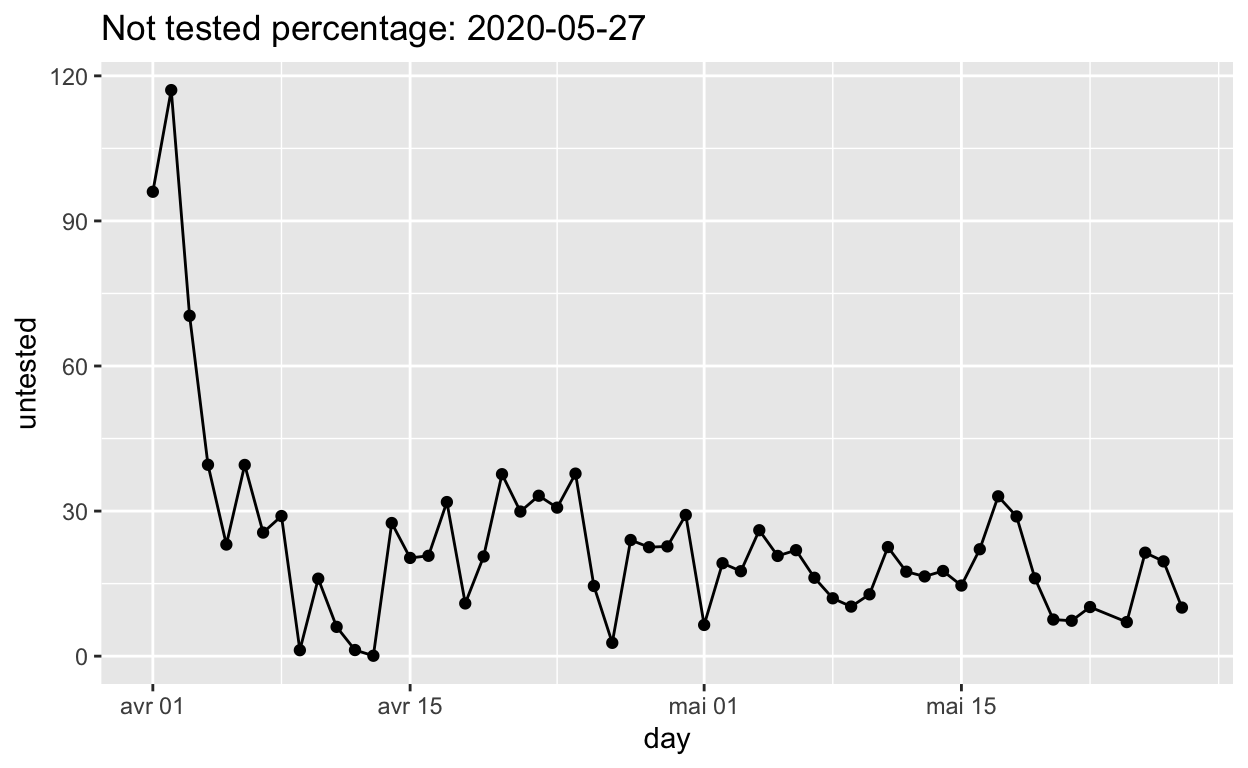 Not tested percentage: 2020-05-27
120
90
60
30
0
untested
avr 01
avr 15
mai 01
mai 15
day